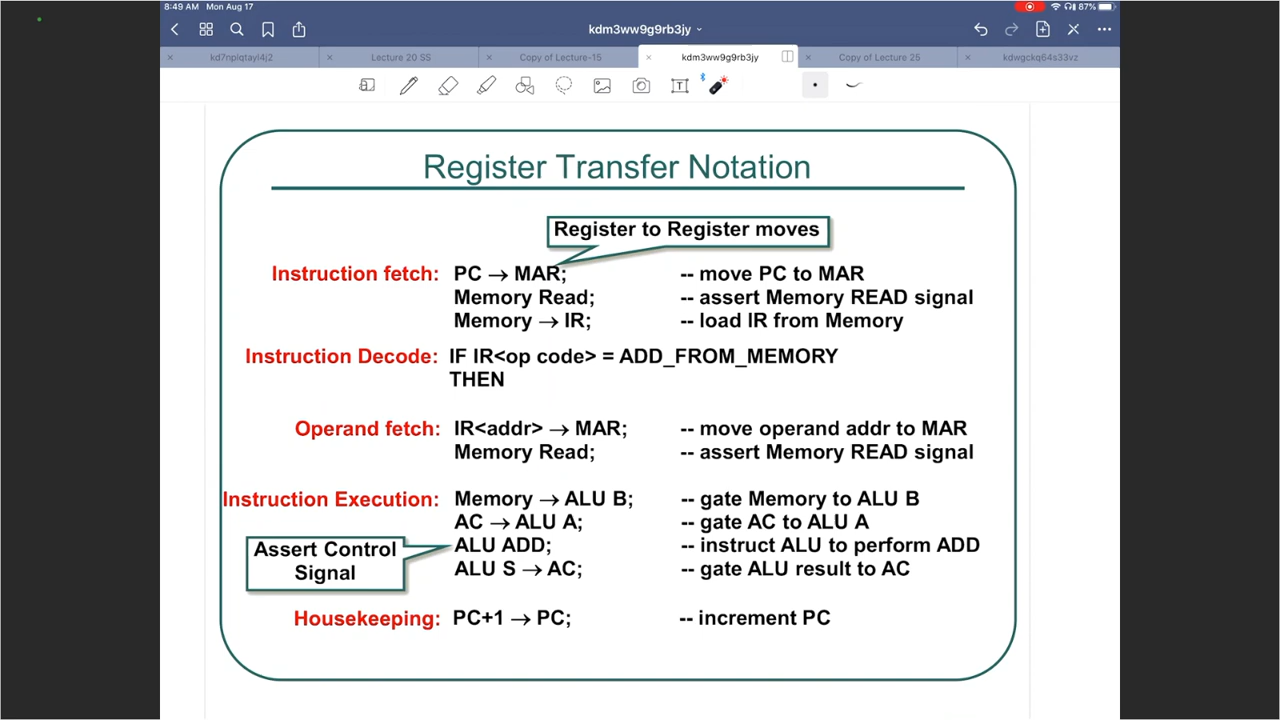 8:49 AM Mon Aug 17
87%
kdm3ww9g9rb3jy
kd7nplqtayl4j2
Lecture 20 SS
Copy of Lecture-15
kdm3ww9g9rb3jy
Copy of Lecture 25
kdwgckq64s33vz
T
Register Transfer Notation
Register to Register moves
Instruction fetch: PC → MAR; -- move PC to MAR
Memory Read; -- assert Memory READ signal
Memory → IR; -- load IR from Memory
Instruction Decode: IF IR<op code> = ADD_FROM_MEMORY
THEN
Operand fetch: IR<addr> → MAR; -- move operand addr to MAR
Memory Read; -- assert Memory READ signal
Instruction Execution: Memory → ALU B; -- gate Memory to ALU B
AC → ALU A; -- gate AC to ALU A
ALU ADD; -- instruct ALU to perform ADD
ALU S → AC; -- gate ALU result to AC
Assert Control
Signal
Housekeeping: PC+1 → PC; -- increment PC